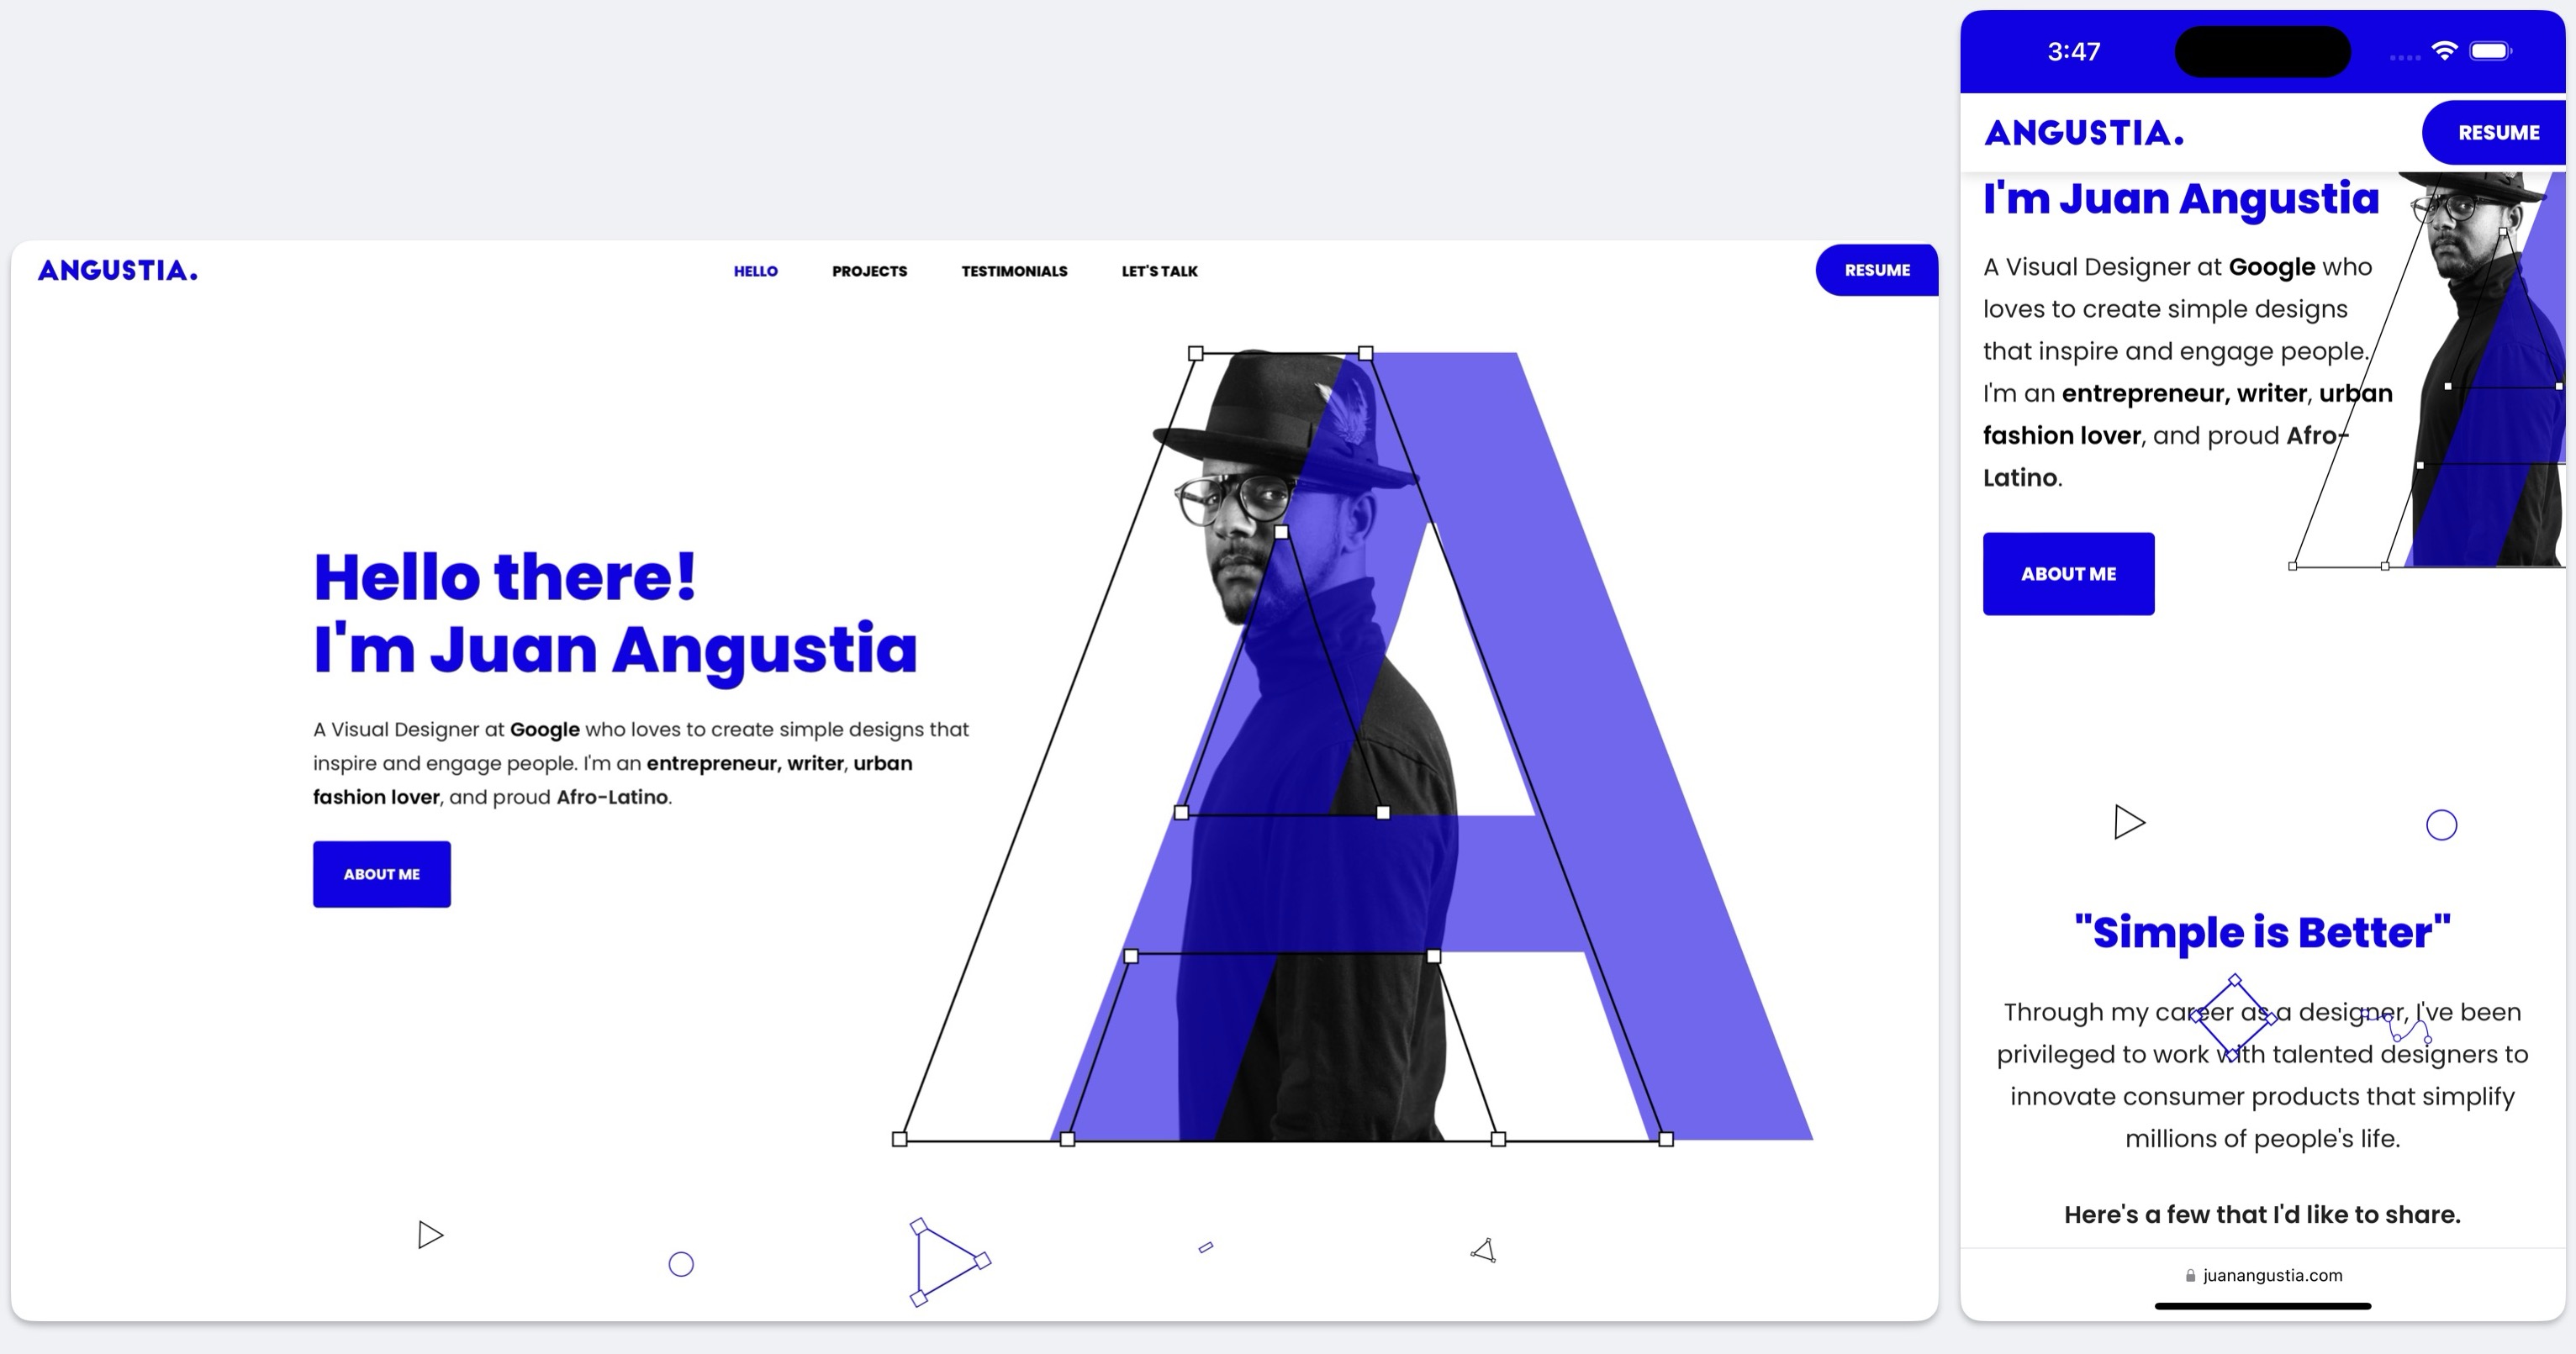 ANGUSTIA.
HELLO
PROJECTS
TESTIMONIALS
LET'S TALK
RESUME
Hello there!
I'm Juan Angustia
A Visual Designer at Google who loves to create simple designs that
inspire and engage people. I'm an entrepreneur, writer, urban
fashion lover, and proud Afro-Latino.
ABOUT ME
3:47
ANGUSTIA.
RESUME
I'm Juan Angustia
A Visual Designer at Google who
loves to create simple designs
that inspire and engage people.
I'm an entrepreneur, writer, urban
fashion lover, and proud Afro-
Latino.
ABOUT ME
"Simple is Better"
Through my career as a designer, I've been
privileged to work with talented designers to
innovate consumer products that simplify
millions of people's life.
Here's a few that I'd like to share.
juanangustia.com